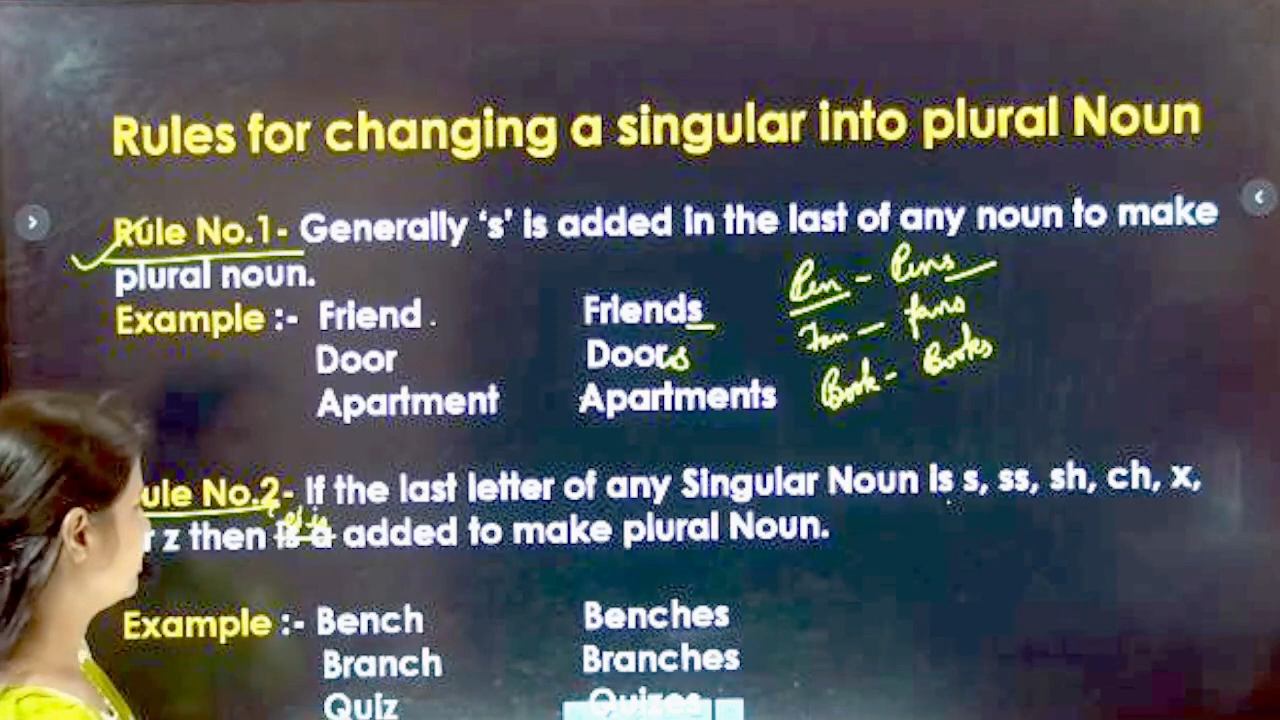 Rules for changing a singular into plural Noun
Rule No.1- Generally ‘s’ is added in the last of any noun to make
plural noun.
Example :- Friend Friends
Door Doors
Apartment Apartments
Pen - Pens
Fan - fans
Book - Books
ule No.2- If the last letter of any Singular Noun is s, ss, sh, ch, x,
r z then is a added to make plural Noun.
Example :- Bench Benches
Branch Branches
Quiz Quizes